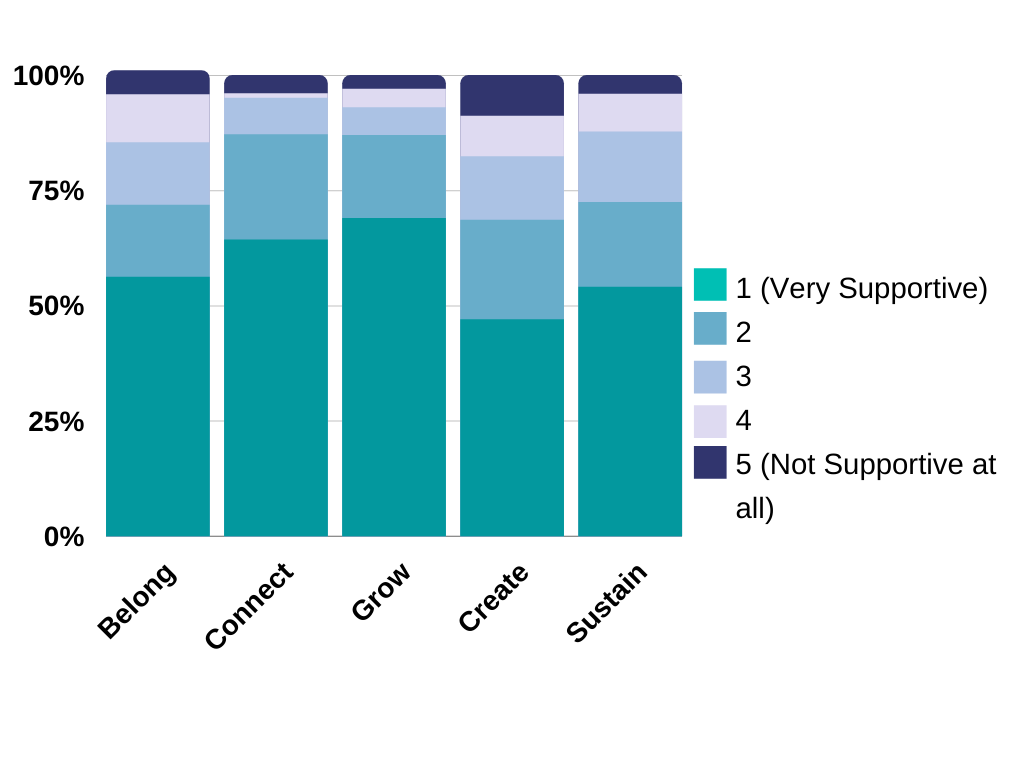 100%
75%
50%
25%
0%
Belong
Connect
Grow
Create
Sustain
1 (Very Supportive)
2
3
4
5 (Not Supportive at
all)